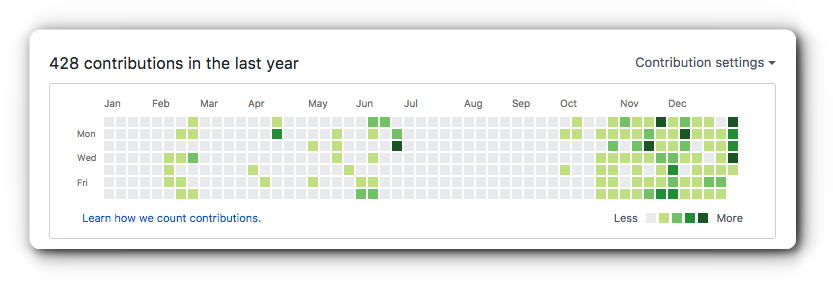 428 contributions in the last year
Contribution settings
Jan Feb Mar Apr May Jun Jul Aug Sep Oct Nov Dec
Mon
Wed
Fri
Learn how we count contributions.
Less More